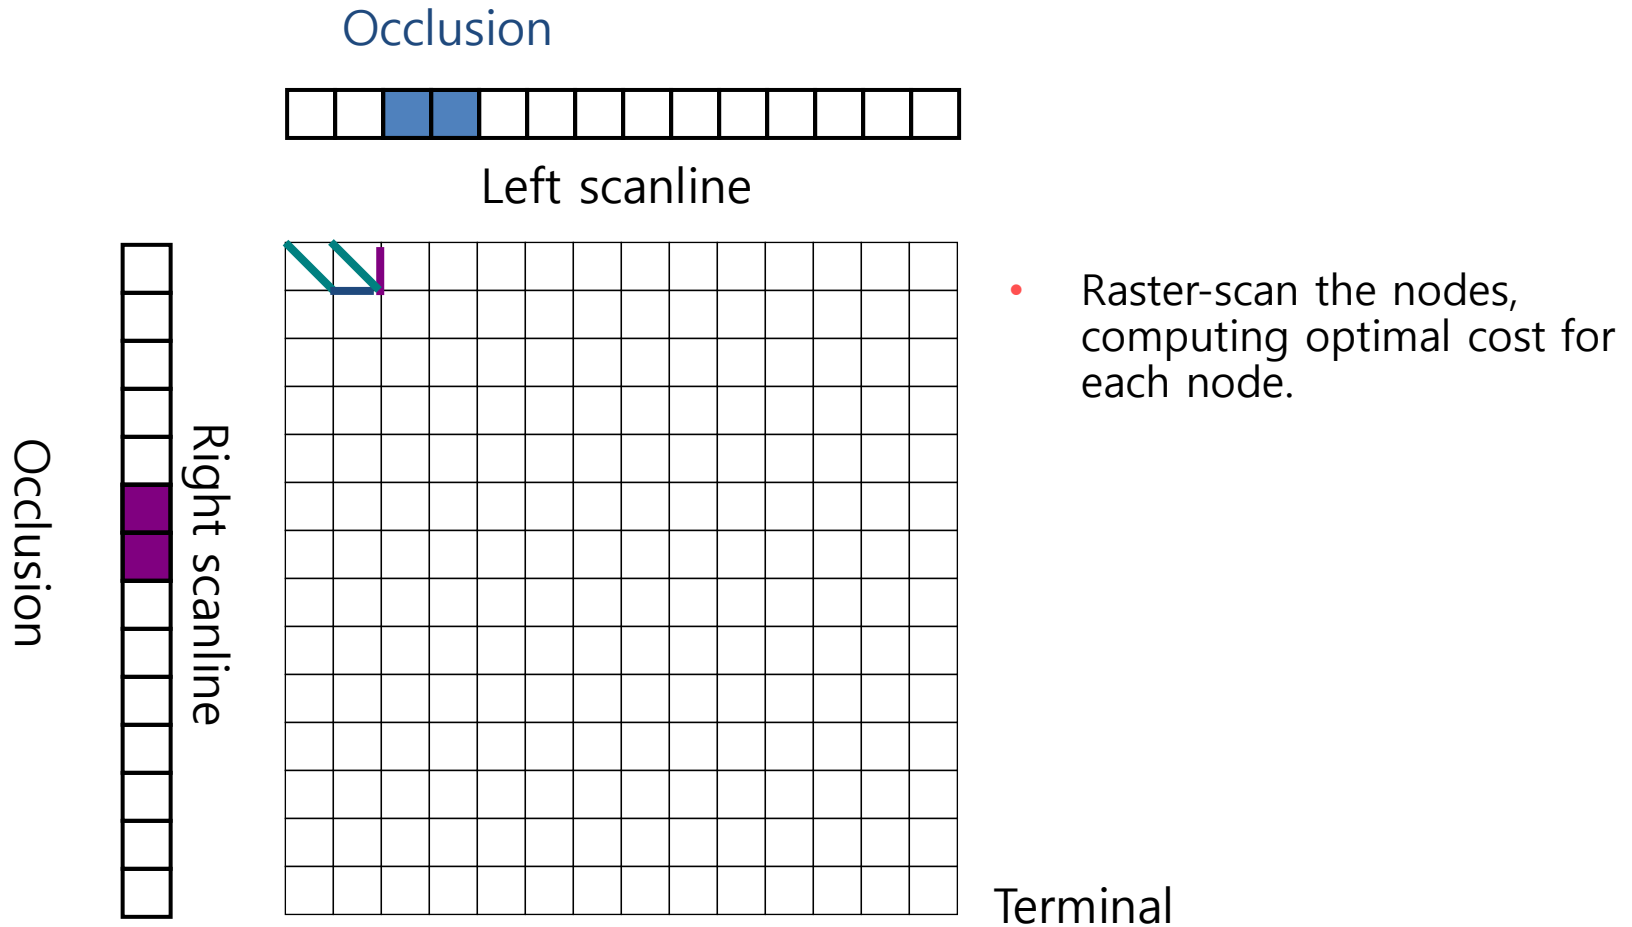 Occlusion
Left scanline
Occlusion
Right scanline
• Raster-scan the nodes,
computing optimal cost for
each node.
Terminal